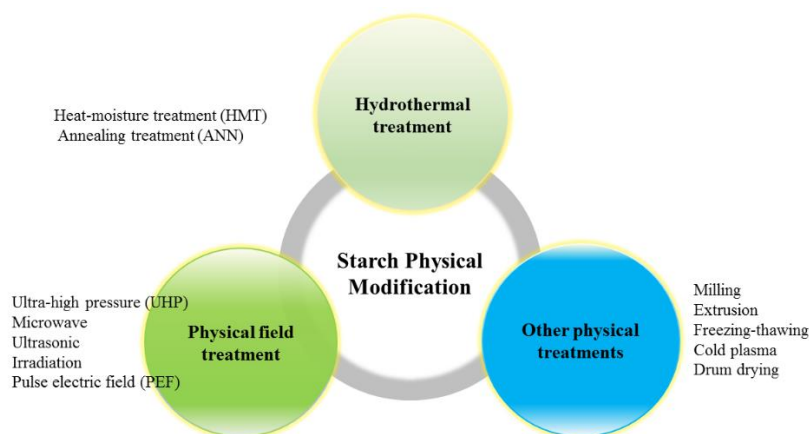 Hydrothermal
treatment
Heat-moisture treatment (HMT)
Annealing treatment (ANN)
Starch Physical
Modification
Ultra-high pressure (UHP)
Microwave
Ultrasonic
Irradiation
Pulse electric field (PEF)
Physical field
treatment
Other physical
treatments
Milling
Extrusion
Freezing-thawing
Cold plasma
Drum drying